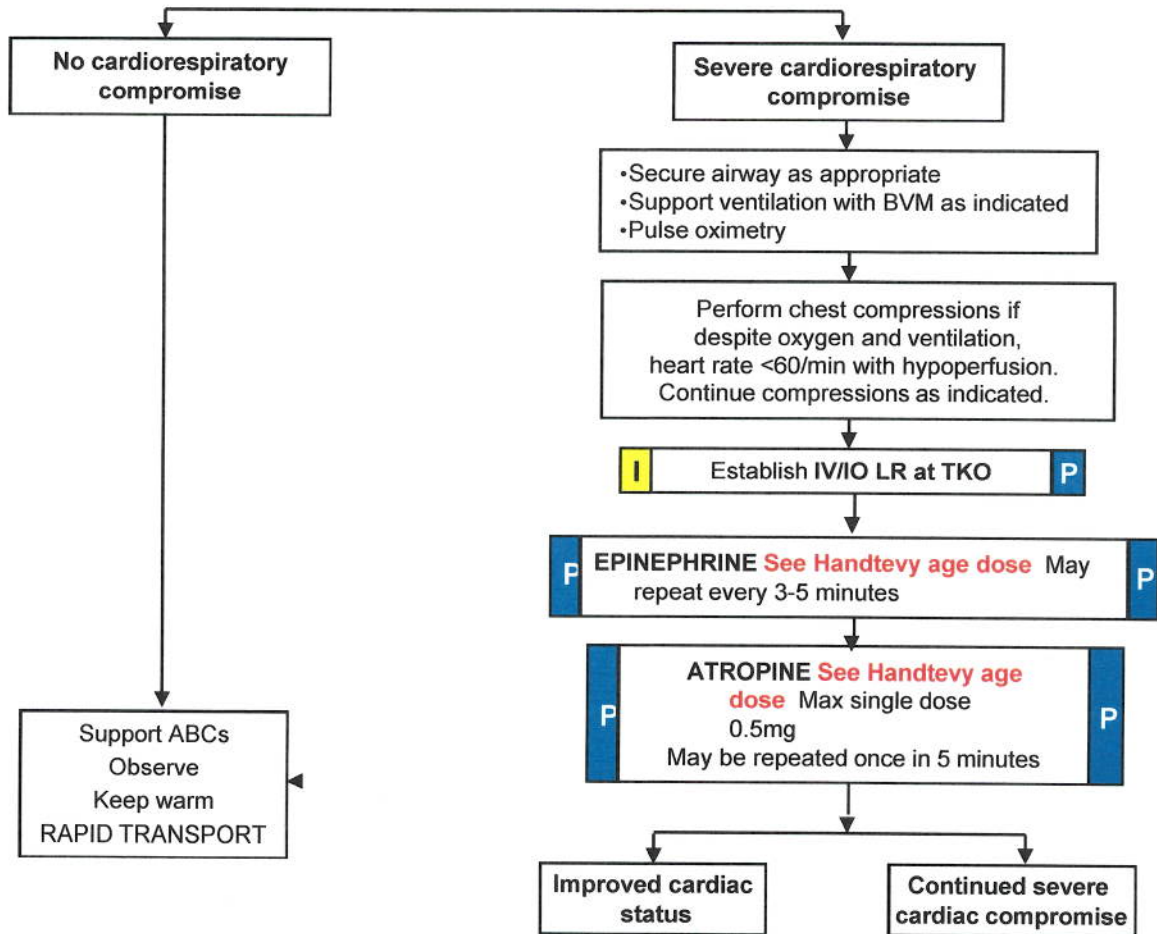 No cardiorespiratory
compromise
Severe cardiorespiratory
compromise
•Secure airway as appropriate
•Support ventilation with BVM as indicated
•Pulse oximetry
Perform chest compressions if
despite oxygen and ventilation,
heart rate <60/min with hypoperfusion.
Continue compressions as indicated.
I Establish IV/IO LR at TKO P
P EPINEPHRINE See Handtevy age dose May P
repeat every 3-5 minutes
ATROPINE See Handtevy age
P dose Max single dose P
0.5mg
May be repeated once in 5 minutes
Support ABCs
Observe
Keep warm
RAPID TRANSPORT
Improved cardiac
status
Continued severe
cardiac compromise